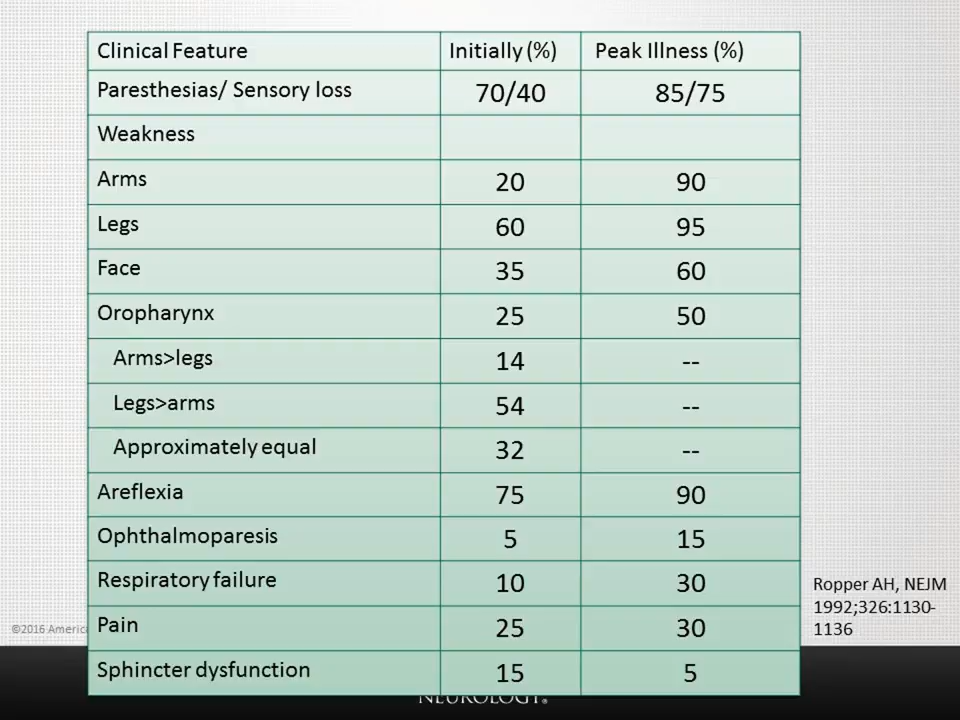 Clinical Feature Initially (%) Peak Illness (%)
Paresthesias/ Sensory loss 70/40 85/75
Weakness
Arms 20 90
Legs 60 95
Face 35 60
Oropharynx 25 50
Arms>legs 14 --
Legs>arms 54 --
Approximately equal 32 --
Areflexia 75 90
Ophthalmoparesis 5 15
Respiratory failure 10 30
Pain 25 30
Sphincter dysfunction 15 5
Ropper AH, NEJM
1992;326:1130-
1136
©2016 Americ
NEUROLOGY®